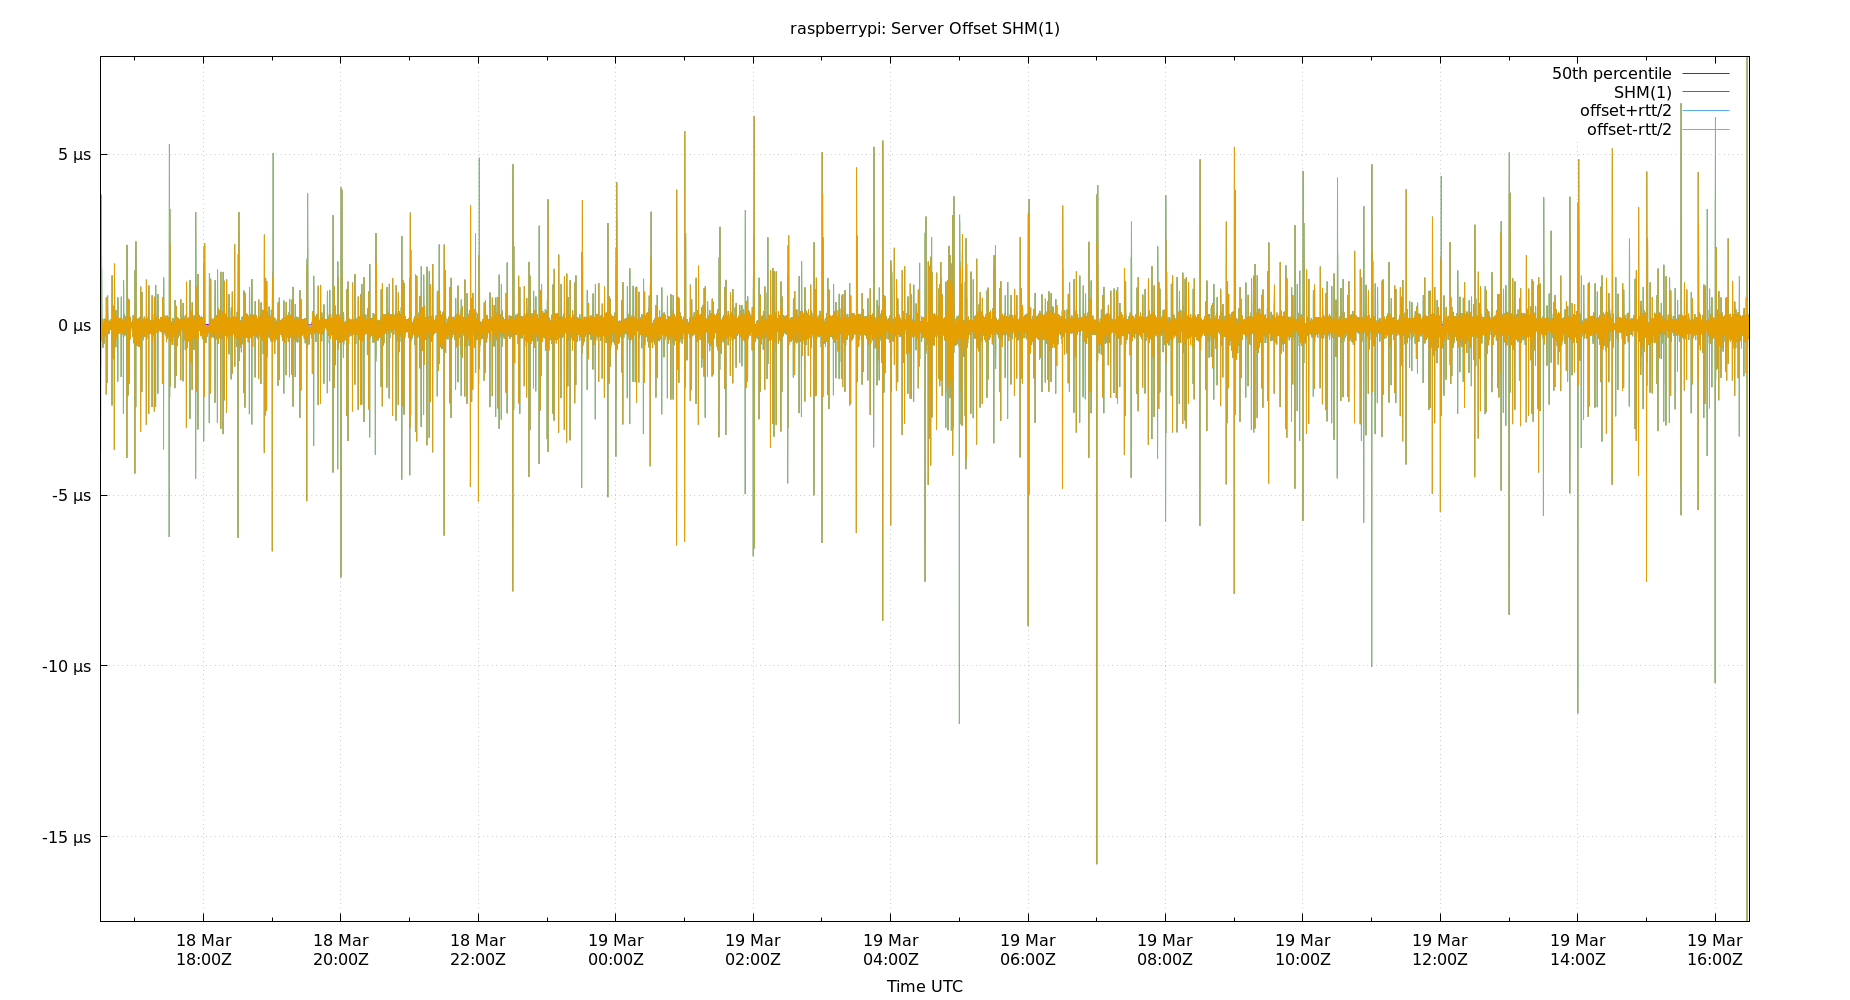 raspberrypi: Server Offset SHM(1)
50th percentile
SHM(1)
offset+rtt/2
offset-rtt/2
5 µs
0 µs
-5 µs
-10 µs
-15 µs
18 Mar 18 Mar 18 Mar 19 Mar 19 Mar 19 Mar 19 Mar 19 Mar 19 Mar 19 Mar 19 Mar 19 Mar
18:00Z 20:00Z 22:00Z 00:00Z 02:00Z 04:00Z 06:00Z 08:00Z 10:00Z 12:00Z 14:00Z 16:00Z
Time UTC